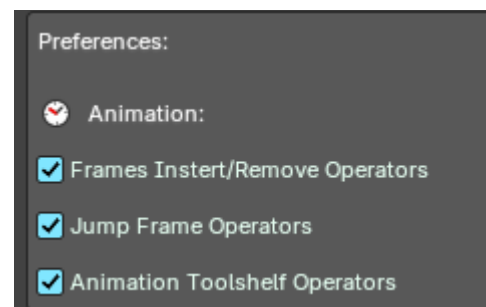 Preferences:
Animation:
Frames Instert/Remove Operators
Jump Frame Operators
Animation Toolshelf Operators